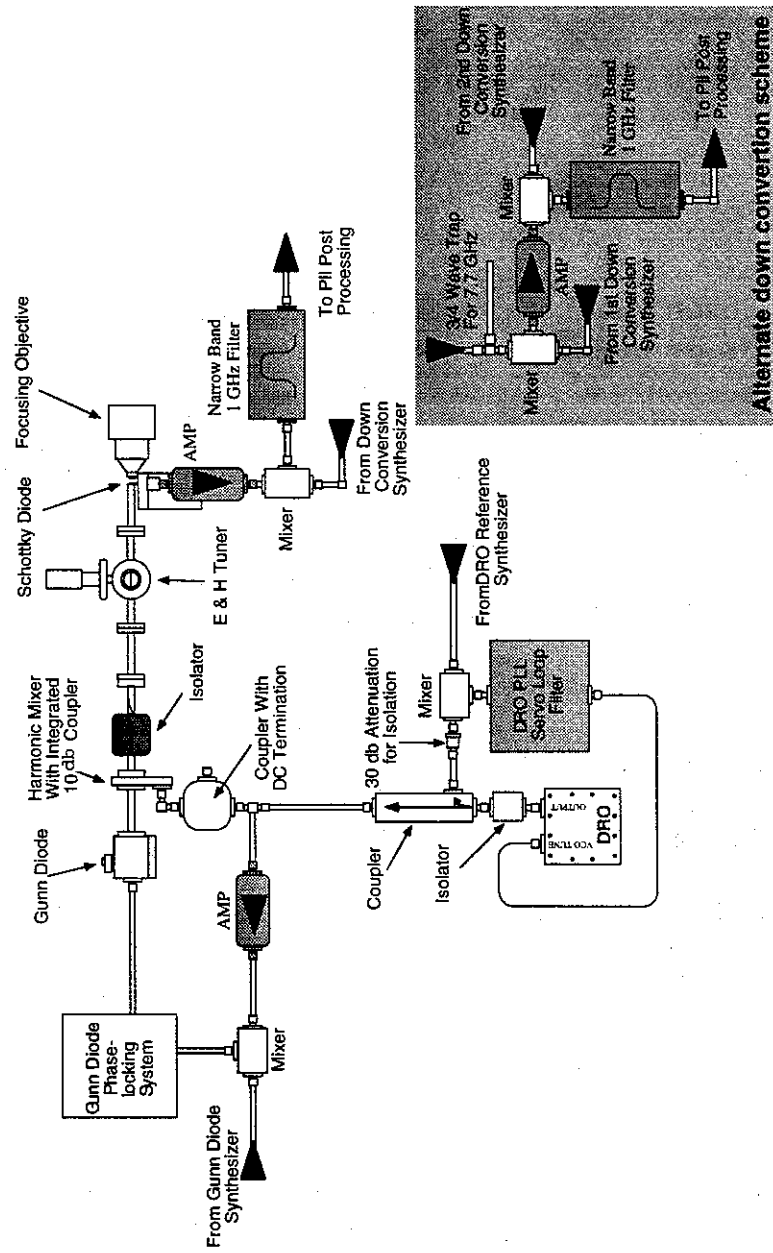 Schottky Diode
Focusing Objective
Gunn Diode
Harmonic Mixer
With Integrated
10 db Coupler
Isolator
E & H Tuner
AMP
Narrow Band
1 GHz Filter
To PII Post
Processing
Mixer
From Down
Conversion
Synthesizer
Gunn Diode
Phase-
locking
System
Coupler With
DC Termination
AMP
Mixer
From Gunn Diode
Synthesizer
30 db Attenuation
for Isolation
Mixer
FromDRO Reference
Synthesizer
Coupler
DRO PLL
Servo Loop
Filter
Isolator
OUTPUT
VCO TUNE
DRO
3/4 Wave Trap
For 7.7 GHz
Mixer
From 2nd Down
Conversion
Synthesizer
Mixer
AMP
From 1st Down
Conversion
Synthesizer
Narrow Band
1 GHz Filter
To PII Post
Processing
Alternate down convertion scheme